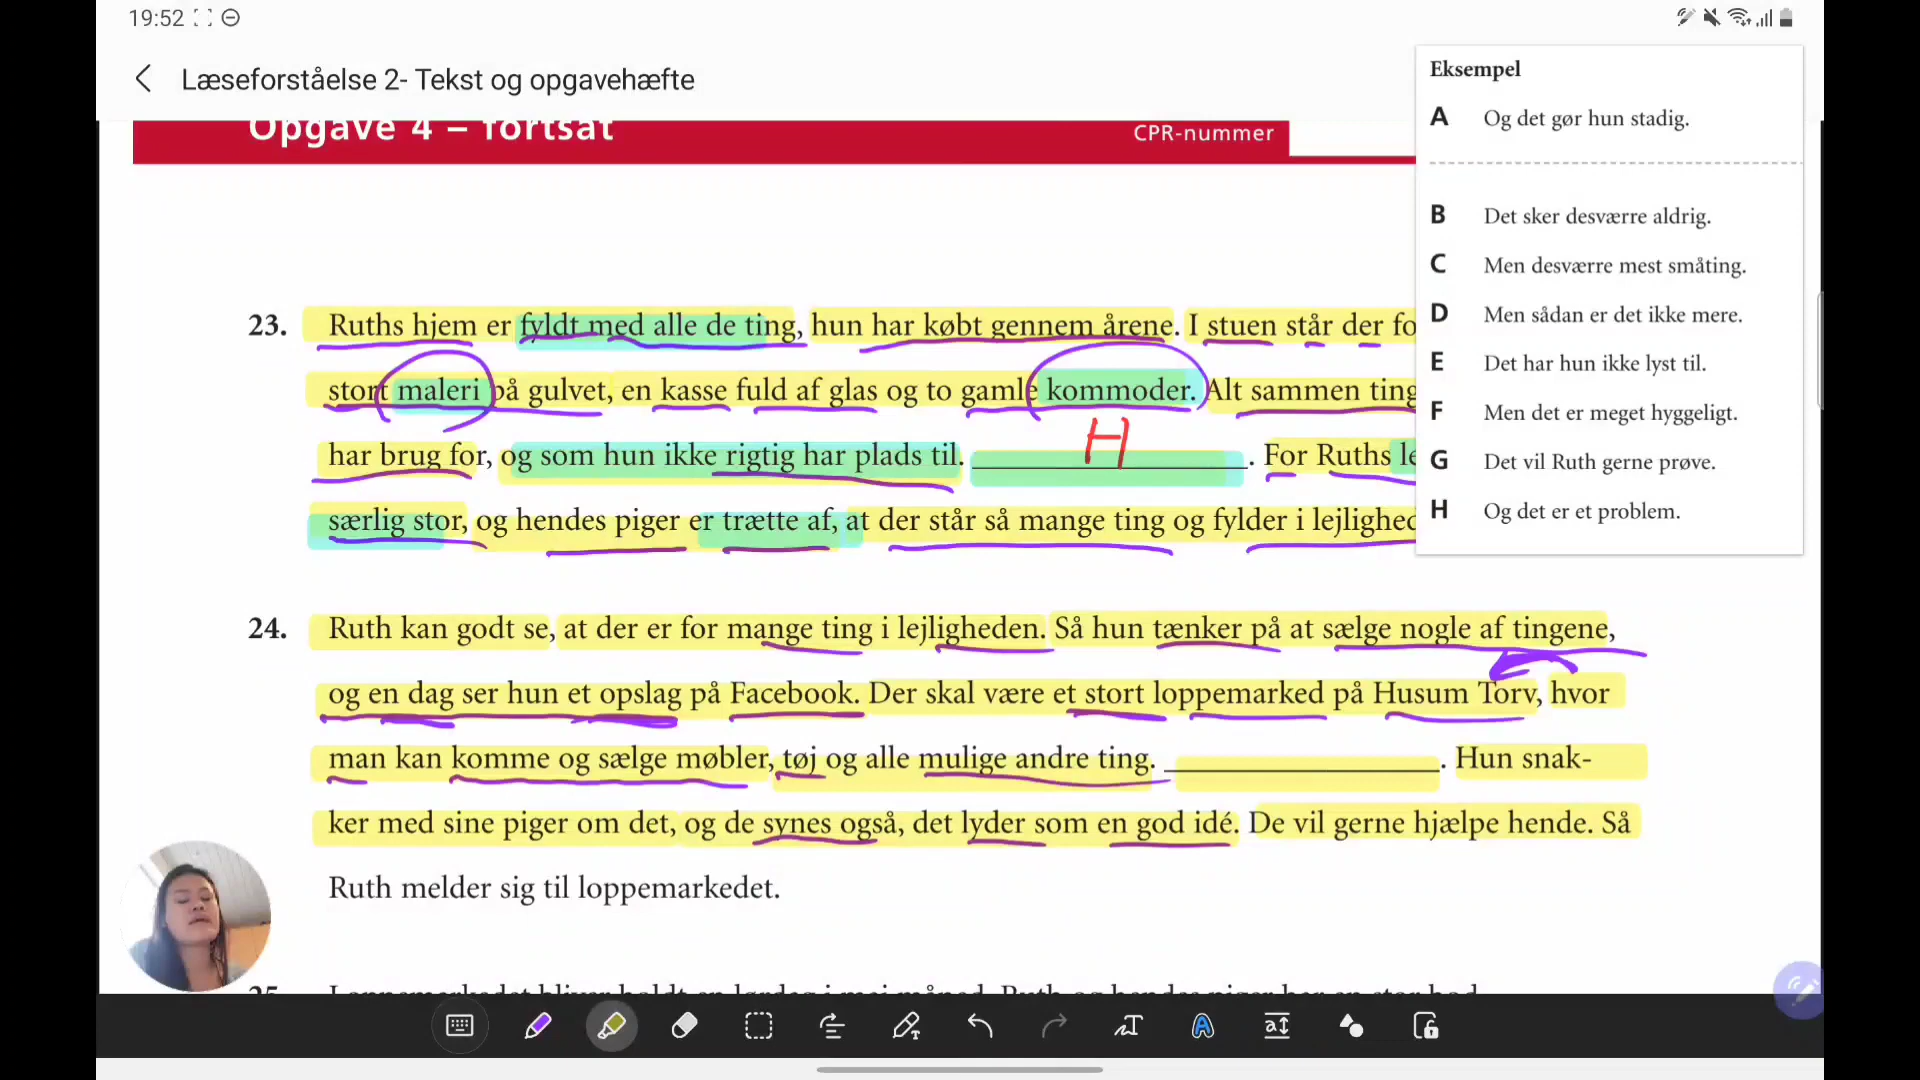 19:52
Læseforståelse 2- Tekst og opgavehæfte
Opgave 4 – fortsat
CPR-nummer
Eksempel
A Og det gør hun stadig.
B Det sker desværre aldrig.
C Men desværre mest småting.
D Men sådan er det ikke mere.
E Det har hun ikke lyst til.
F Men det er meget hyggeligt.
G Det vil Ruth gerne prøve.
H Og det er et problem.
23. Ruths hjem er fyldt med alle de ting, hun har købt gennem årene. I stuen står der fo
stort maleri på gulvet, en kasse fuld af glas og to gamle kommoder. Alt sammen ting
har brug for, og som hun ikke rigtig har plads til. H. For Ruths le
særlig stor, og hendes piger er trætte af, at der står så mange ting og fylder i lejlighed
24. Ruth kan godt se, at der er for mange ting i lejligheden. Så hun tænker på at sælge nogle af tingene,
og en dag ser hun et opslag på Facebook. Der skal være et stort loppemarked på Husum Torv, hvor
man kan komme og sælge møbler, tøj og alle mulige andre ting. ____. Hun snak-
ker med sine piger om det, og de synes også, det lyder som en god idé. De vil gerne hjælpe hende. Så
Ruth melder sig til loppemarkedet.